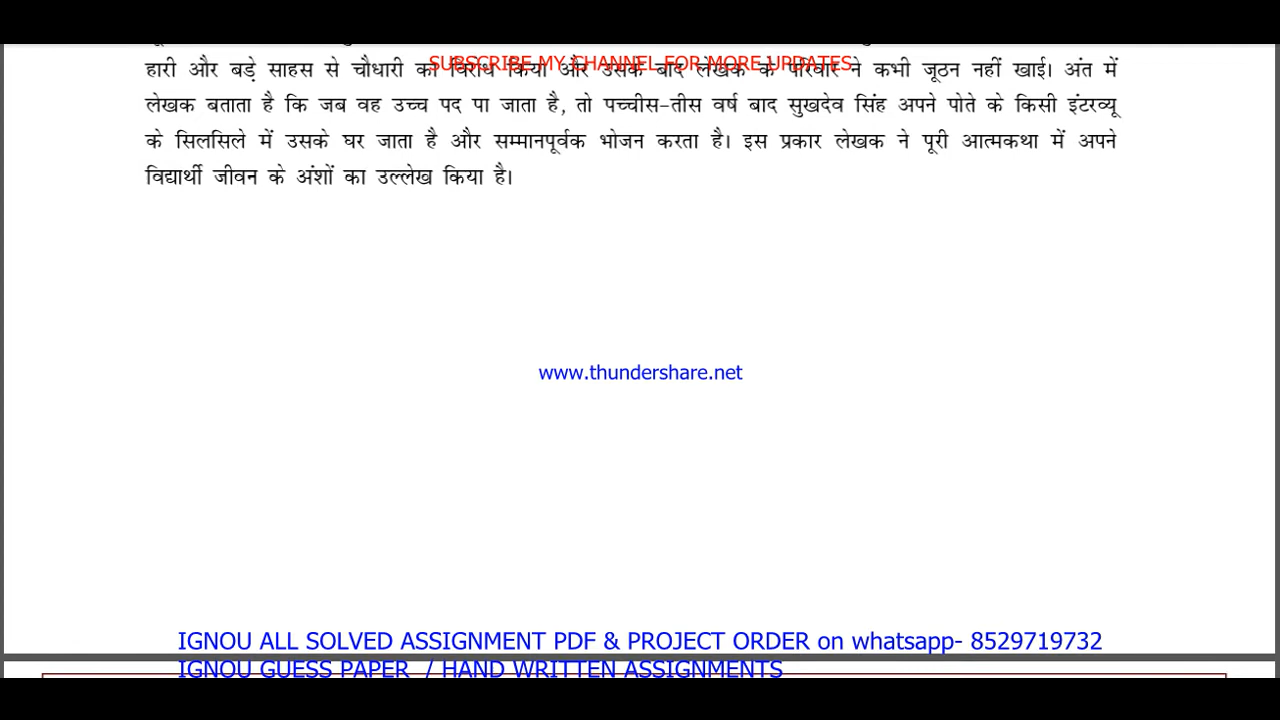 SUBSCRIBE MY CHANNEL FOR MORE UPDATES
हारी और बड़े साहस से चौधारी का विरोध किया और उसके बाद लेखक के परिवार ने कभी जूठन नहीं खाई। अंत में
लेखक बताता है कि जब वह उच्च पद पा जाता है, तो पच्चीस-तीस वर्ष बाद सुखदेव सिंह अपने पोते के किसी इंटरव्यू
के सिलसिले में उसके घर जाता है और सम्मानपूर्वक भोजन करता है। इस प्रकार लेखक ने पूरी आत्मकथा में अपने
विद्यार्थी जीवन के अंशों का उल्लेख किया है।
www.thundershare.net
IGNOU ALL SOLVED ASSIGNMENT PDF & PROJECT ORDER on whatsapp- 8529719732
IGNOU GUESS PAPER / HAND WRITTEN ASSIGNMENTS